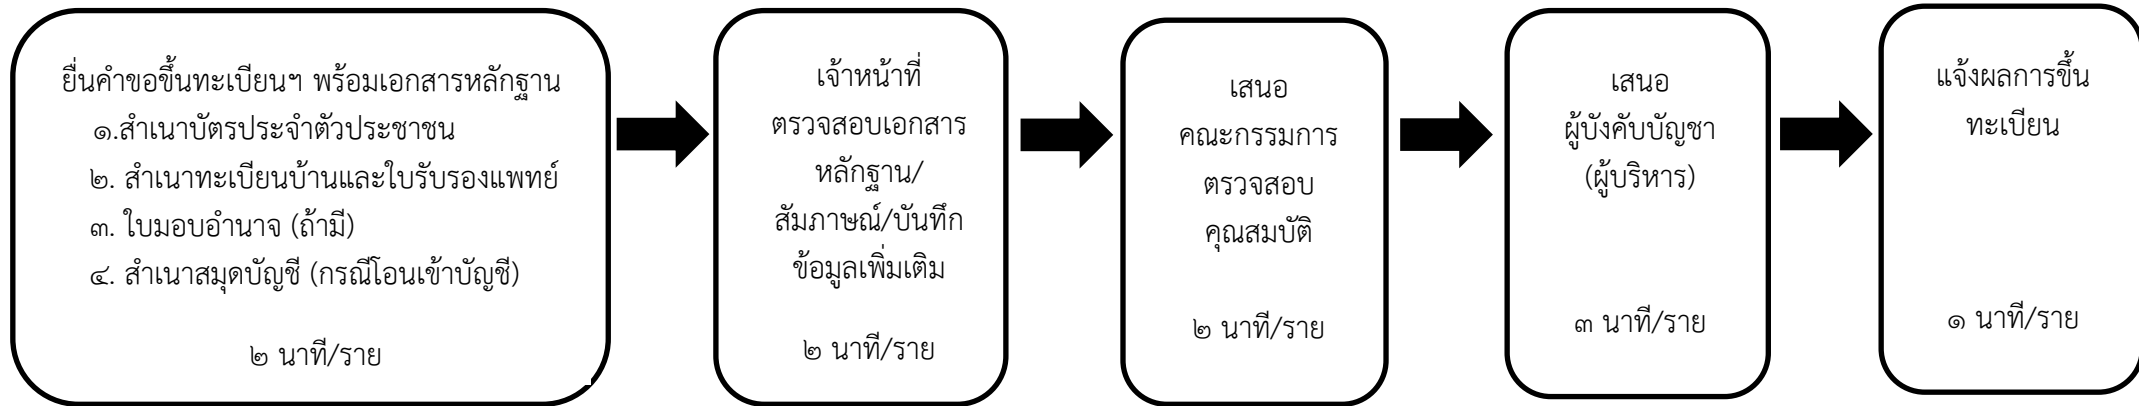 ยื่นคำขอขึ้นทะเบียนฯ พร้อมเอกสารหลักฐาน
๑.สำเนาบัตรประจำตัวประชาชน
๒. สำเนาทะเบียนบ้านและใบรับรองแพทย์
๓. ใบมอบอำนาจ (ถ้ามี)
๔. สำเนาสมุดบัญชี (กรณีโอนเข้าบัญชี)
๒ นาที/ราย
เจ้าหน้าที่
ตรวจสอบเอกสาร
หลักฐาน/
สัมภาษณ์/บันทึก
ข้อมูลเพิ่มเติม
๒ นาที/ราย
เสนอ
คณะกรรมการ
ตรวจสอบ
คุณสมบัติ
๒ นาที/ราย
เสนอ
ผู้บังคับบัญชา
(ผู้บริหาร)
๓ นาที/ราย
แจ้งผลการขึ้น
ทะเบียน
๑ นาที/ราย